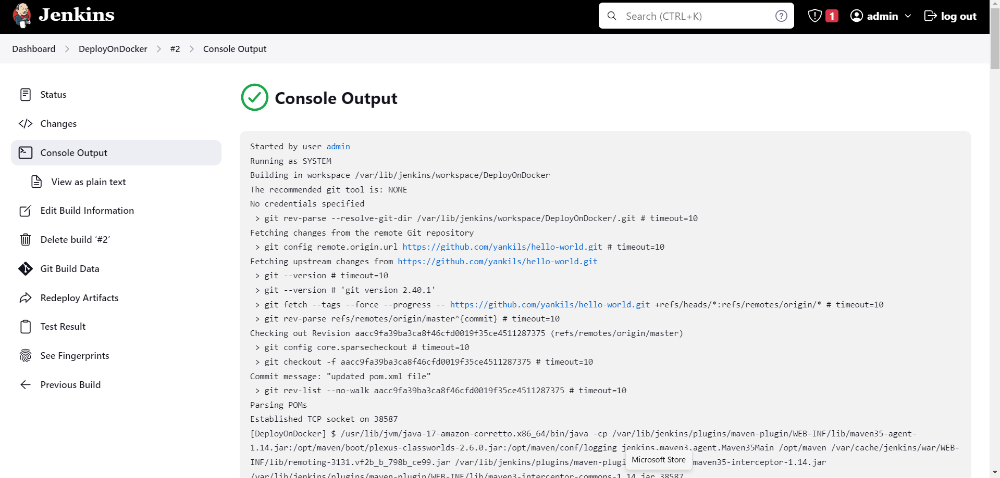 Jenkins
Search (CTRL+K)
?
1
admin
log out
Dashboard
DeployOnDocker
#2
Console Output
Status
Changes
Console Output
View as plain text
Edit Build Information
Delete build ‘#2’
Git Build Data
Redeploy Artifacts
Test Result
See Fingerprints
Previous Build
Console Output
Started by user admin
Running as SYSTEM
Building in workspace /var/lib/jenkins/workspace/DeployOnDocker
The recommended git tool is: NONE
No credentials specified
> git rev-parse --resolve-git-dir /var/lib/jenkins/workspace/DeployOnDocker/.git # timeout=10
Fetching changes from the remote Git repository
> git config remote.origin.url https://github.com/yankils/hello-world.git # timeout=10
Fetching upstream changes from https://github.com/yankils/hello-world.git
> git --version # timeout=10
> git --version # 'git version 2.40.1'
> git fetch --tags --force --progress -- https://github.com/yankils/hello-world.git +refs/heads/*:refs/remotes/origin/* # timeout=10
> git rev-parse refs/remotes/origin/master^{commit} # timeout=10
Checking out Revision aacc9fa39ba3ca8f46cfd0019f35ce4511287375 (refs/remotes/origin/master)
> git config core.sparsecheckout # timeout=10
> git checkout -f aacc9fa39ba3ca8f46cfd0019f35ce4511287375 # timeout=10
Commit message: "updated pom.xml file"
> git rev-list --no-walk aacc9fa39ba3ca8f46cfd0019f35ce4511287375 # timeout=10
Parsing POMs
Established TCP socket on 38587
[DeployOnDocker] $ /usr/lib/jvm/java-17-amazon-corretto.x86_64/bin/java -cp /var/lib/jenkins/plugins/maven-plugin/WEB-INF/lib/maven35-agent-
1.14.jar:/opt/maven/boot/plexus-classworlds-2.6.0.jar:/opt/maven/conf/logging jenkins.maven3.agent.Maven35Main /opt/maven /var/cache/jenkins/war/WEB-
INF/lib/remoting-3131.vf2b_b_798b_ce99.jar /var/lib/jenkins/plugins/maven-plugi maven35-interceptor-1.14.jar
Microsoft Store
/var/lib/jenkins/plugins/maven-plugin/WEB-INF/lib/maven3-interceptor-commons-1.14.jar 38587